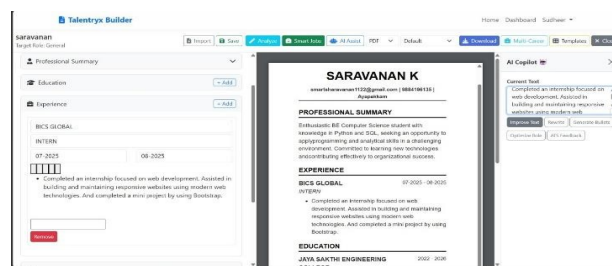 Talentryx Builder
Home Dashboard Sudheer
saravanan
Target Role: General
Import Save Analyze Smart Jobs AI Assist PDF Default Download Multi-Career Templates Clos
Professional Summary
Education + Add
Experience + Add
BICS GLOBAL
INTERN
07-2025 08-2025
Completed an internship focused on web development. Assisted in
building and maintaining responsive websites using modern web
technologies. And completed a mini project by using Bootstrap.
Remove
SARAVANAN K
smartsaravanan1122@gmail.com | 9884196135 |
Ayapakkam
PROFESSIONAL SUMMARY
Enthusiastic BE Computer Science student with
knowledge in Python and SQL, seeking an opportunity to
applyprogramming and analytical skills in a challenging
environment. Committed to learning new technologies
andcontributing effectively to organizational success.
EXPERIENCE
BICS GLOBAL 07-2025 - 08-2025
INTERN
Completed an internship focused on web
development. Assisted in building and maintaining
responsive websites using modern web
technologies. And completed a mini project by using
Bootstrap.
EDUCATION
JAYA SAKTHI ENGINEERING 2022 - 2026
AI Copilot
Current Text
Completed an internship focused on
web development. Assisted in
building and maintaining responsive
websites using modern web
Improve Text Rewrite Generate Bullets
Optimize Role ATS Feedback